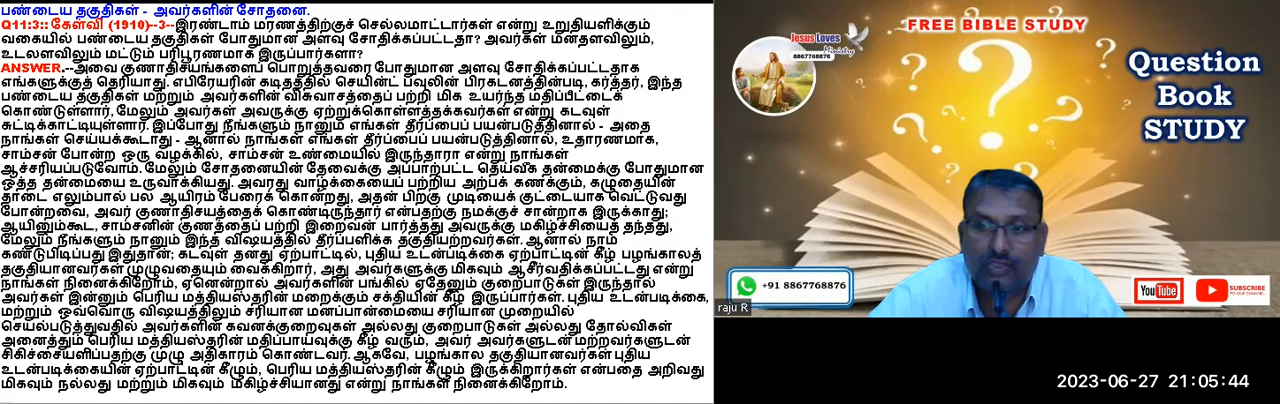 பண்டைய தகுதிகள் - அவர்களின் சோதனை.
Q11:3:: கேள்வி (1910)--3--இரண்டாம் மரணத்திற்குச் செல்லமாட்டார்கள் என்று உறுதியளிக்கும்
வகையில் பண்டைய தகுதிகள் போதுமான அளவு சோதிக்கப்பட்டதா? அவர்கள் மனதளவிலும்,
உடலளவிலும் மட்டும் பரிபூரணமாக இருப்பார்களா?
ANSWER.--அவை குணாதிசயங்களைப் பொறுத்தவரை போதுமான அளவு சோதிக்கப்பட்டதாக
எங்களுக்குத் தெரியாது. எபிரேயரின் கடிதத்தில் செயின்ட் பவுலின் பிரகடனத்தின்படி, கர்த்தர், இந்த
பண்டைய தகுதிகள் மற்றும் அவர்களின் விசுவாசத்தைப் பற்றி மிக உயர்ந்த மதிப்பீட்டைக்
கொண்டுள்ளார், மேலும் அவர்கள் அவருக்கு ஏற்றுக்கொள்ளத்தக்கவர்கள் என்று கடவுள்
சுட்டிக்காட்டியுள்ளார். இப்போது நீங்களும் நானும் எங்கள் தீர்ப்பைப் பயன்படுத்தினால் - அதை
நாங்கள் செய்யக்கூடாது - ஆனால் நாங்கள் எங்கள் தீர்ப்பைப் பயன்படுத்தினால், உதாரணமாக,
சாம்சன் போன்ற ஒரு வழக்கில், சாம்சன் உண்மையில் இருந்தாரா என்று நாங்கள்
ஆச்சரியப்படுவோம். மேலும் சோதனையின் தேவைக்கு அப்பாற்பட்ட தெய்வீக தன்மைக்கு போதுமான
ஒத்த தன்மையை உருவாக்கியது. அவரது வாழ்க்கையைப் பற்றிய அற்பக் கணக்கும், கழுதையின்
தாடை எலும்பால் பல ஆயிரம் பேரைக் கொன்றது, அதன் பிறகு முடியைக் குட்டையாக வெட்டுவது
போன்றவை, அவர் குணாதிசயத்தைக் கொண்டிருந்தார் என்பதற்கு நமக்குச் சான்றாக இருக்காது;
ஆயினும்கூட, சாம்சனின் குணத்தைப் பற்றி இறைவன் பார்த்தது அவருக்கு மகிழ்ச்சியைத் தந்தது,
மேலும் நீங்களும் நானும் இந்த விஷயத்தில் தீர்ப்பளிக்க தகுதியற்றவர்கள். ஆனால் நாம்
கண்டுபிடிப்பது இதுதான்; கடவுள் தனது ஏற்பாட்டில், புதிய உடன்படிக்கை ஏற்பாட்டின் கீழ் பழங்காலத்
தகுதியானவர்கள் முழுவதையும் வைக்கிறார், அது அவர்களுக்கு மிகவும் ஆசீர்வதிக்கப்பட்டது என்று
நாங்கள் நினைக்கிறோம், ஏனென்றால் அவர்களின் பங்கில் ஏதேனும் குறைபாடுகள் இருந்தால்
அவர்கள் இன்னும் பெரிய மத்தியஸ்தரின் மறைக்கும் சக்தியின் கீழ் இருப்பார்கள். புதிய உடன்படிக்கை,
மற்றும் ஒவ்வொரு விஷயத்திலும் சரியான மனப்பான்மையை சரியான முறையில்
செயல்படுத்துவதில் அவர்களின் கவனக்குறைவுகள் அல்லது குறைபாடுகள் அல்லது தோல்விகள்
அனைத்தும் பெரிய மத்தியஸ்தரின் மதிப்பாய்வுக்கு கீழ் வரும், அவர் அவர்களுடன் மற்றவர்களுடன்
சிகிச்சையளிப்பதற்கு முழு அதிகாரம் கொண்டவர். ஆகவே, பழங்கால தகுதியானவர்கள் புதிய
உடன்படிக்கையின் ஏற்பாட்டின் கீழும், பெரிய மத்தியஸ்தரின் கீழும் இருக்கிறார்கள் என்பதை அறிவது
மிகவும் நல்லது மற்றும் மிகவும் மகிழ்ச்சியானது என்று நாங்கள் நினைக்கிறோம்.
FREE BIBLE STUDY
Jesus Loves
Ministry
8867768876
Question
Book
STUDY
+91 8867768876
YouTube
SUBSCRIBE
TO OUR CHANNEL
raju R
2023-06-27 21:05:44